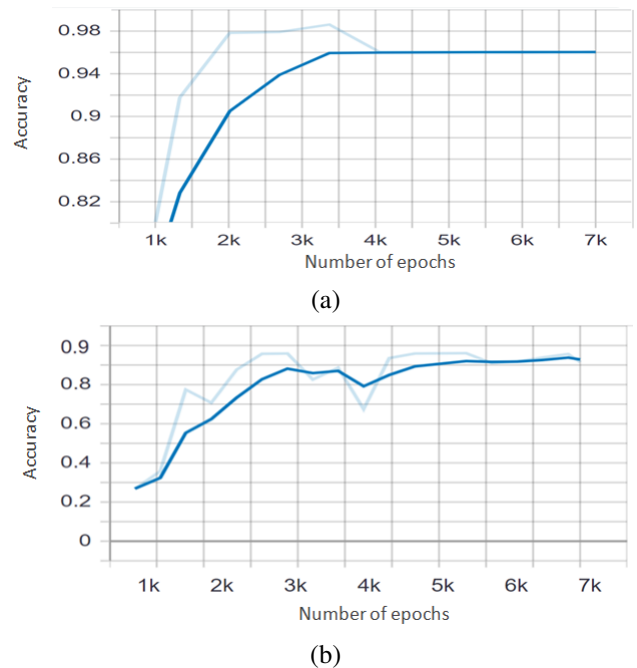 0.98
0.94
0.9
0.86
0.82
Accuracy
1k 2k 3k 4k 5k 6k 7k
Number of epochs
(a)
0.9
0.8
0.6
0.4
0.2
0
Accuracy
1k 2k 3k 4k 5k 6k 7k
Number of epochs
(b)